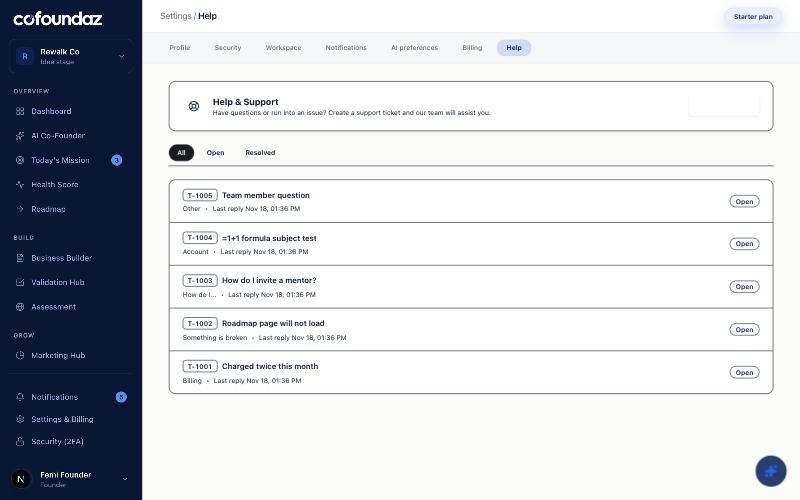 cofoundaz
R
Rewalk Co
Idea stage
OVERVIEW
Dashboard
AI Co-Founder
Today's Mission
3
Health Score
Roadmap
BUILD
Business Builder
Validation Hub
Assessment
GROW
Marketing Hub
Notifications
5
Settings & Billing
Security (2FA)
N
Femi Founder
Founder
Settings / Help
Starter plan
Profile
Security
Workspace
Notifications
AI preferences
Billing
Help
Help & Support
Have questions or run into an issue? Create a support ticket and our team will assist you.
All
Open
Resolved
T-1005 Team member question
Other • Last reply Nov 18, 01:36 PM
Open
T-1004 =1+1 formula subject test
Account • Last reply Nov 18, 01:36 PM
Open
T-1003 How do I invite a mentor?
How do I... • Last reply Nov 18, 01:36 PM
Open
T-1002 Roadmap page will not load
Something is broken • Last reply Nov 18, 01:36 PM
Open
T-1001 Charged twice this month
Billing • Last reply Nov 18, 01:36 PM
Open